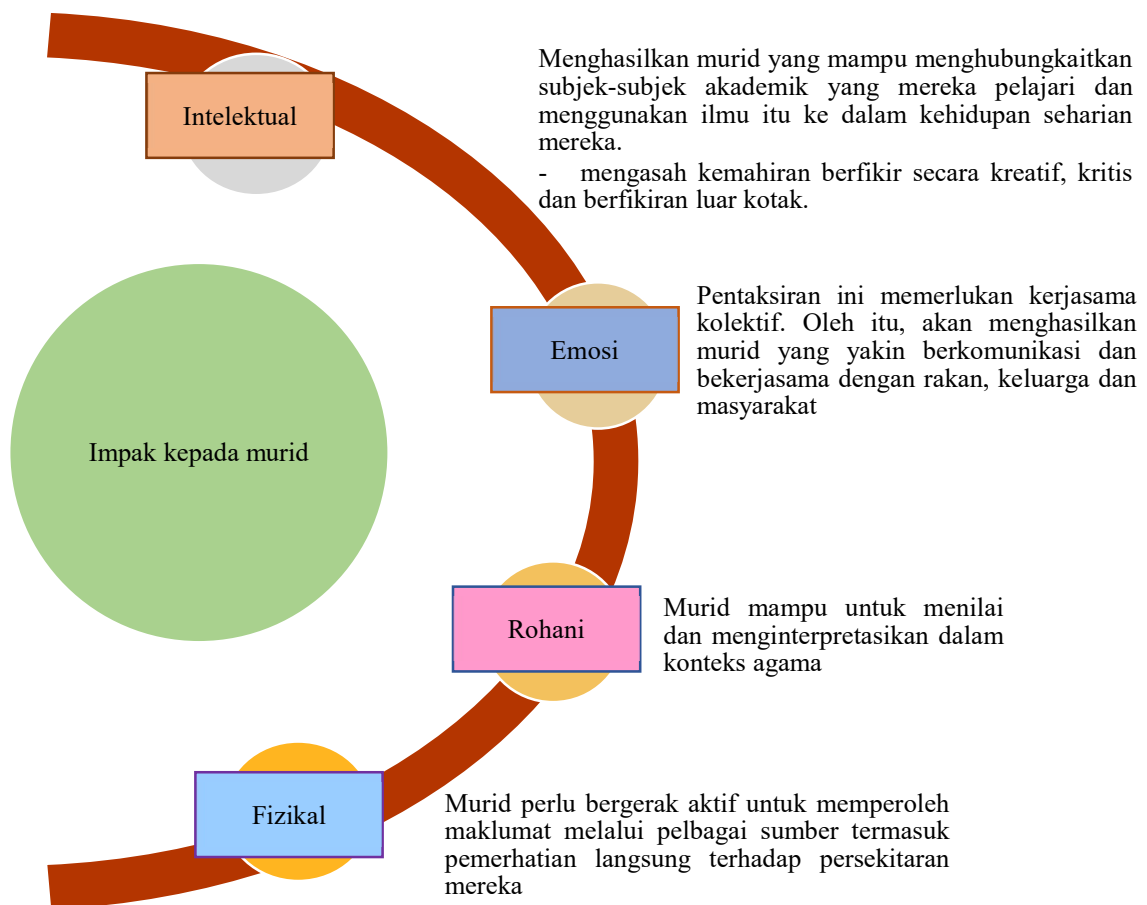 Impak kepada murid
Intelektual
Menghasilkan murid yang mampu menghubungkaitkan
subjek-subjek akademik yang mereka pelajari dan
menggunakan ilmu itu ke dalam kehidupan seharian
mereka.
- mengasah kemahiran berfikir secara kreatif, kritis
dan berfikiran luar kotak.
Emosi
Pentaksiran ini memerlukan kerjasama
kolektif. Oleh itu, akan menghasilkan
murid yang yakin berkomunikasi dan
bekerjasama dengan rakan, keluarga dan
masyarakat
Rohani
Murid mampu untuk menilai
dan menginterpretasikan dalam
konteks agama
Fizikal
Murid perlu bergerak aktif untuk memperoleh
maklumat melalui pelbagai sumber termasuk
pemerhatian langsung terhadap persekitaran
mereka